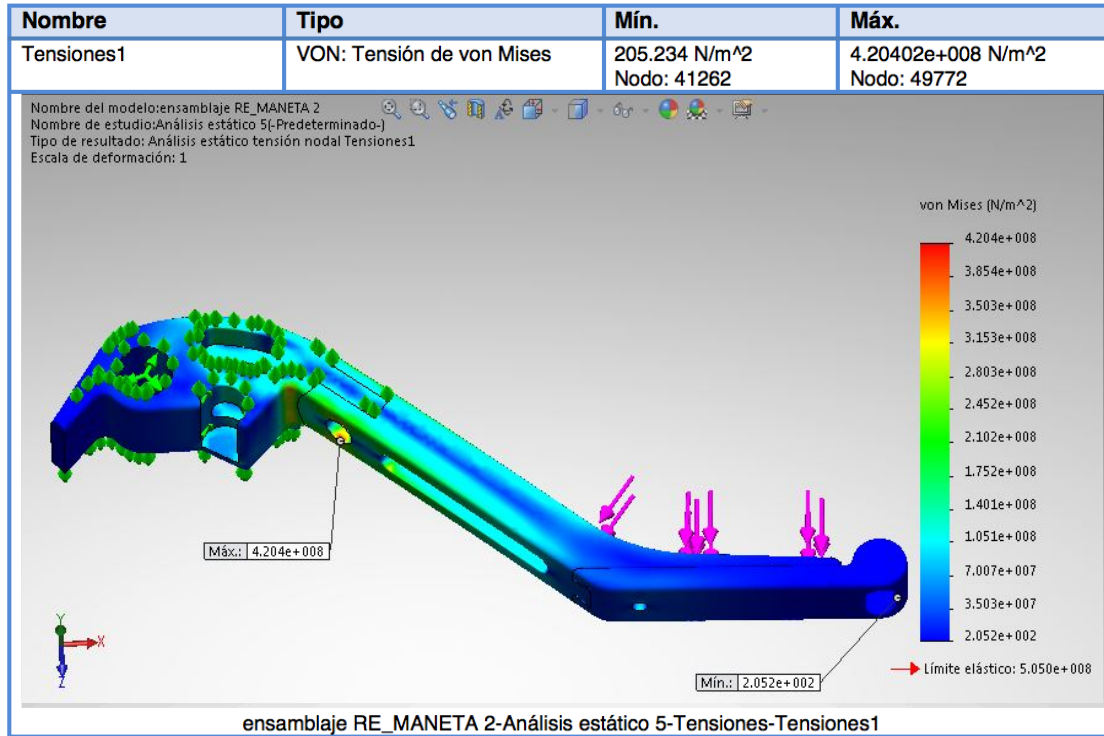 Nombre Tipo Mín. Máx.
Tensiones1 VON: Tensión de von Mises 205.234 N/m^2 4.20402e+008 N/m^2
Nodo: 41262 Nodo: 49772
Nombre del modelo:ensamblaje RE_MANETA 2
Nombre de estudio:Análisis estático 5(-Predeterminado-)
Tipo de resultado: Análisis estático tensión nodal Tensiones1
Escala de deformación: 1
von Mises (N/m^2)
4.204e+008
3.854e+008
3.503e+008
3.153e+008
2.803e+008
2.452e+008
2.102e+008
1.752e+008
1.401e+008
1.051e+008
7.007e+007
3.503e+007
2.052e+002
Límite elástico: 5.050e+008
Máx.: 4.204e+008
Mín.: 2.052e+002
Y
X
Z
ensamblaje RE_MANETA 2-Análisis estático 5-Tensiones-Tensiones1